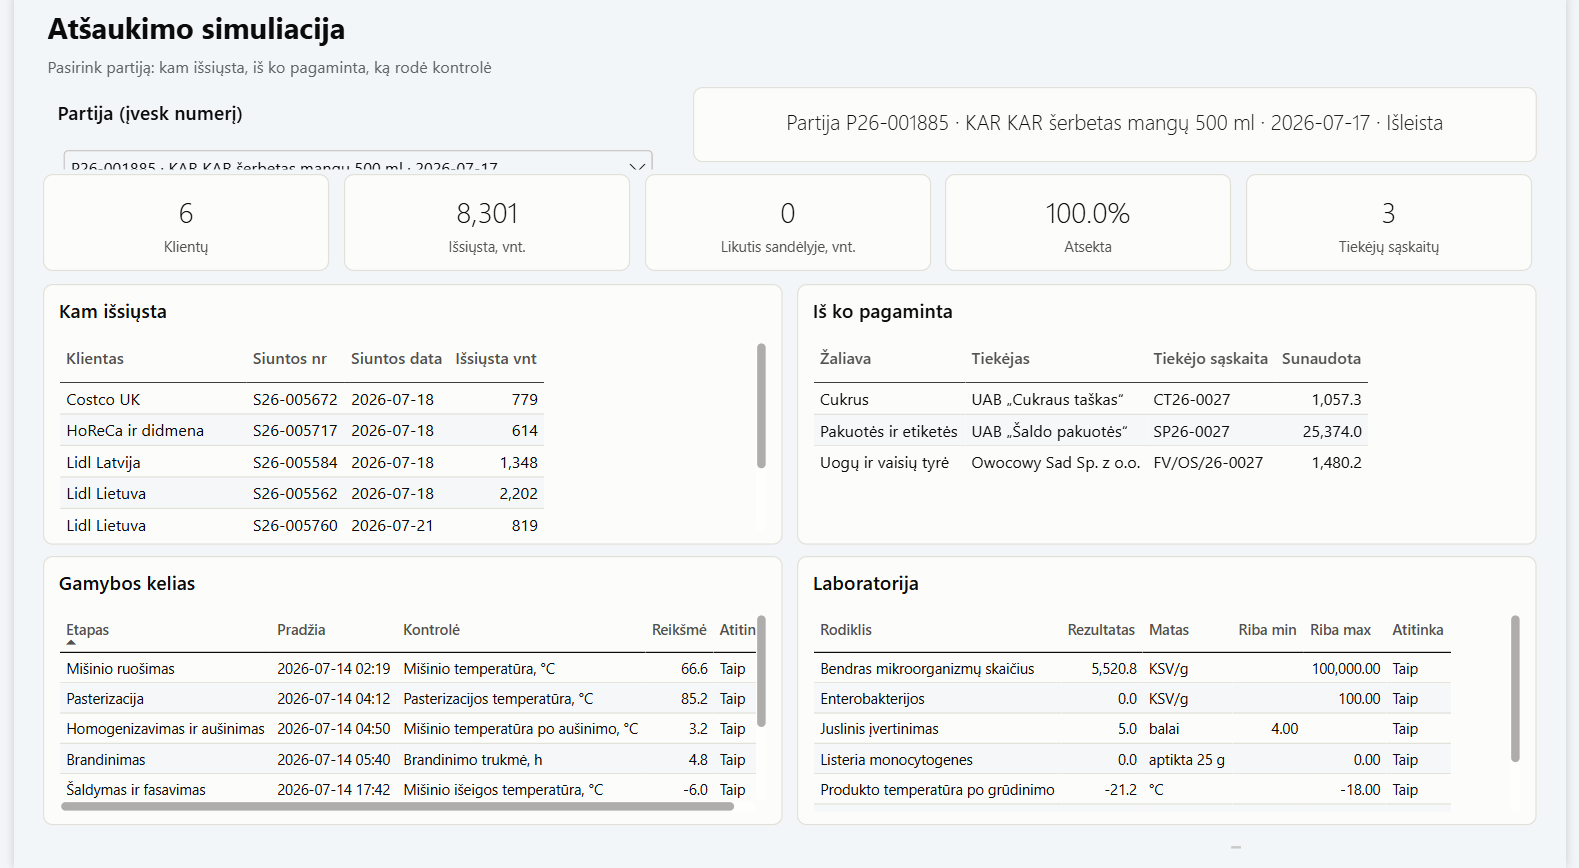 Atšaukimo simuliacija
Pasirink partiją: kam išsiųsta, iš ko pagaminta, ką rodė kontrolė
Partija (įvesk numerį)
P26-001885 · KAR KAR šerbetas mangų 500 ml · 2026-07-17
Partija P26-001885 · KAR KAR šerbetas mangų 500 ml · 2026-07-17 · Išleista
6
Klientų
8,301
Išsiųsta, vnt.
0
Likutis sandėlyje, vnt.
100.0%
Atsekta
3
Tiekėjų sąskaitų
Kam išsiųsta
Klientas Siuntos nr Siuntos data Išsiųsta vnt
Costco UK S26-005672 2026-07-18 779
HoReCa ir didmena S26-005717 2026-07-18 614
Lidl Latvija S26-005584 2026-07-18 1,348
Lidl Lietuva S26-005562 2026-07-18 2,202
Lidl Lietuva S26-005760 2026-07-21 819
Iš ko pagaminta
Žaliava Tiekėjas Tiekėjo sąskaita Sunaudota
Cukrus UAB „Cukraus taškas“ CT26-0027 1,057.3
Pakuotės ir etiketės UAB „Šaldo pakuotės“ SP26-0027 25,374.0
Uogų ir vaisių tyrė Owocowy Sad Sp. z o.o. FV/OS/26-0027 1,480.2
Gamybos kelias
Etapas Pradžia Kontrolė Reikšmė Atitin
Mišinio ruošimas 2026-07-14 02:19 Mišinio temperatūra, °C 66.6 Taip
Pasterizacija 2026-07-14 04:12 Pasterizacijos temperatūra, °C 85.2 Taip
Homogenizavimas ir aušinimas 2026-07-14 04:50 Mišinio temperatūra po aušinimo, °C 3.2 Taip
Brandinimas 2026-07-14 05:40 Brandinimo trukmė, h 4.8 Taip
Šaldymas ir fasavimas 2026-07-14 17:42 Mišinio išeigos temperatūra, °C -6.0 Taip
Laboratorija
Rodiklis Rezultatas Matas Riba min Riba max Atitinka
Bendras mikroorganizmų skaičius 5,520.8 KSV/g 100,000.00 Taip
Enterobakterijos 0.0 KSV/g 100.00 Taip
Juslinis įvertinimas 5.0 balai 4.00 Taip
Listeria monocytogenes 0.0 aptikta 25 g 0.00 Taip
Produkto temperatūra po grūdinimo -21.2 °C -18.00 Taip